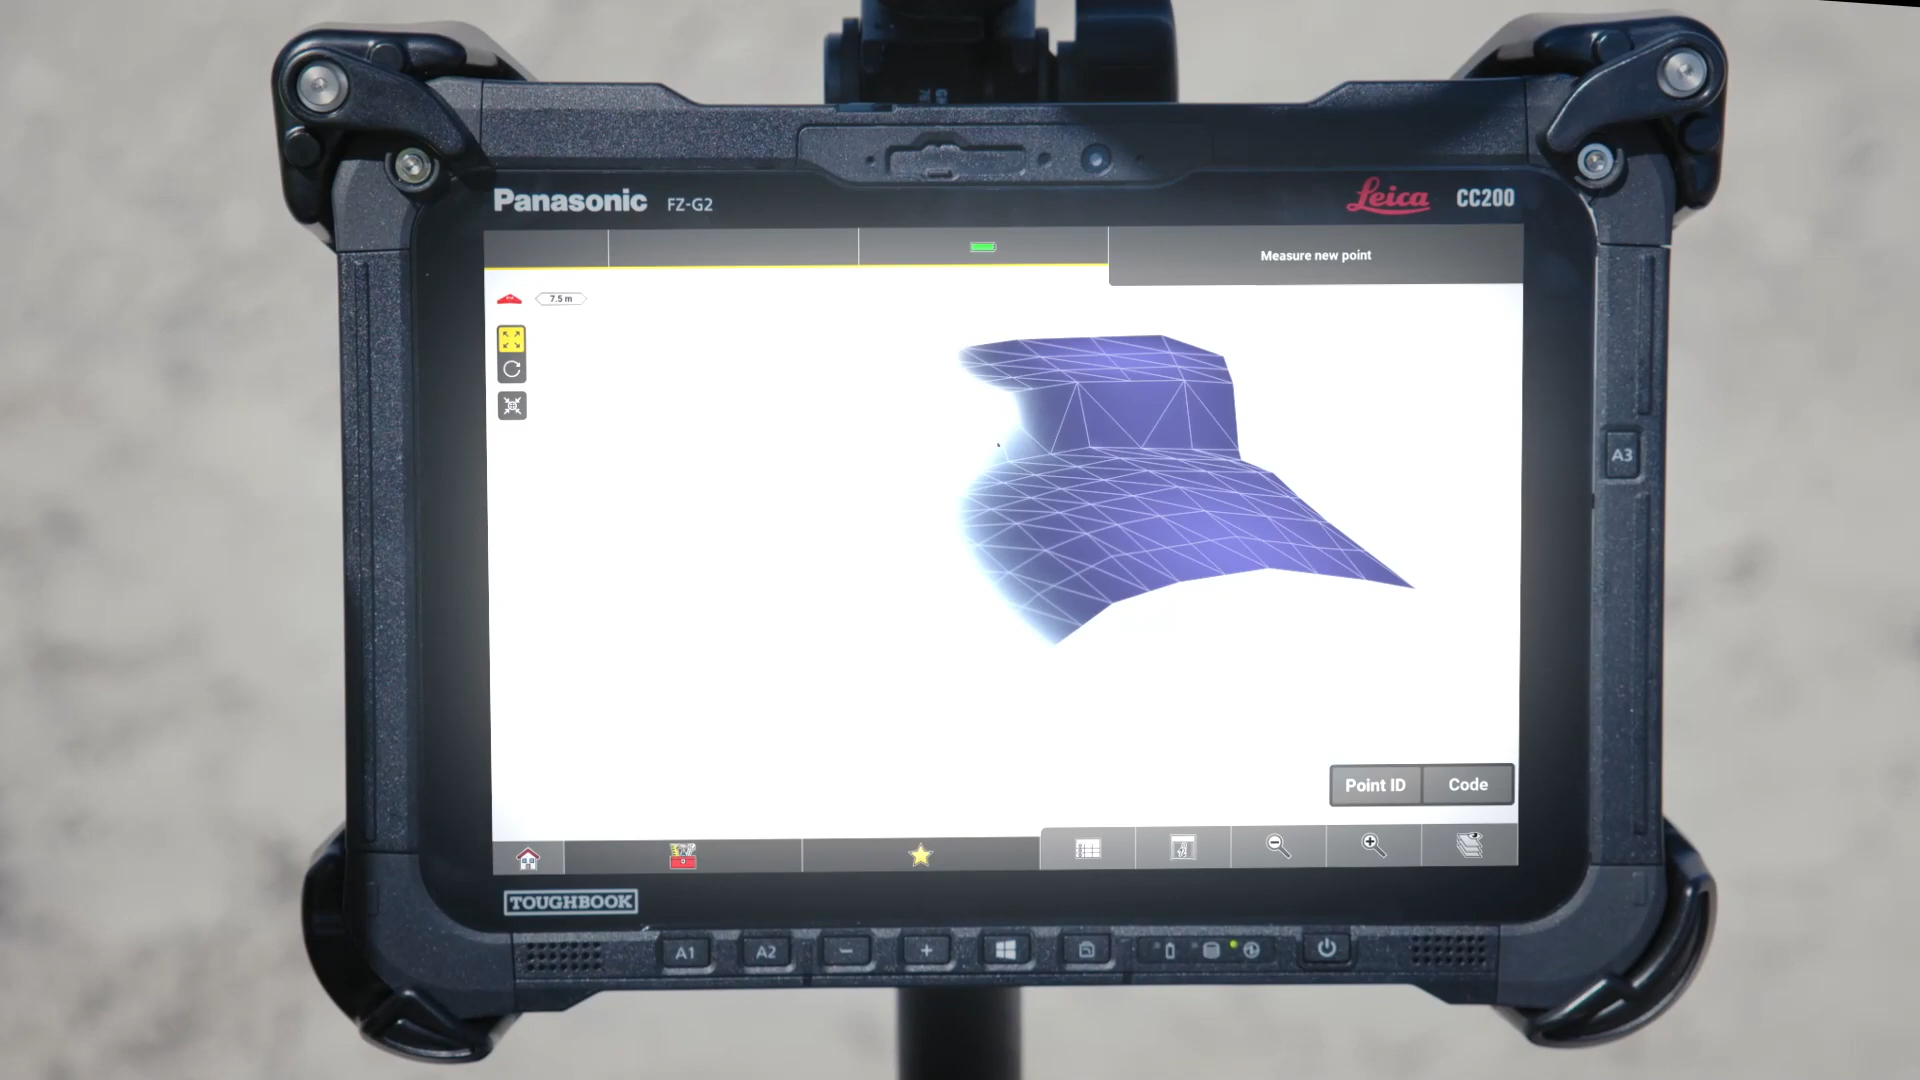 Panasonic FZ-G2
Leica CC200
Measure new point
7.5 m
Point ID Code
TOUGHBOOK
A1 A2
A3